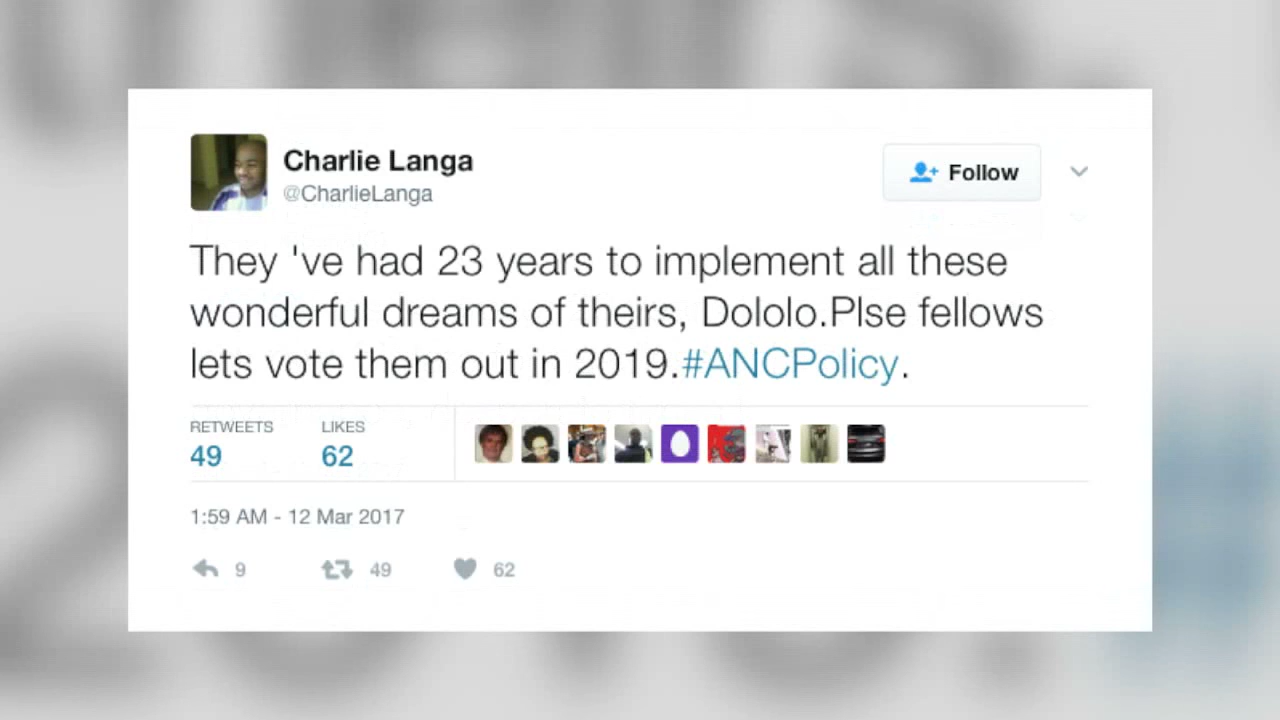 Charlie Langa
@CharlieLanga
Follow
They 've had 23 years to implement all these
wonderful dreams of theirs, Dololo.Plse fellows
lets vote them out in 2019.#ANCPolicy.
RETWEETS LIKES
49 62
1:59 AM - 12 Mar 2017
9 49 62